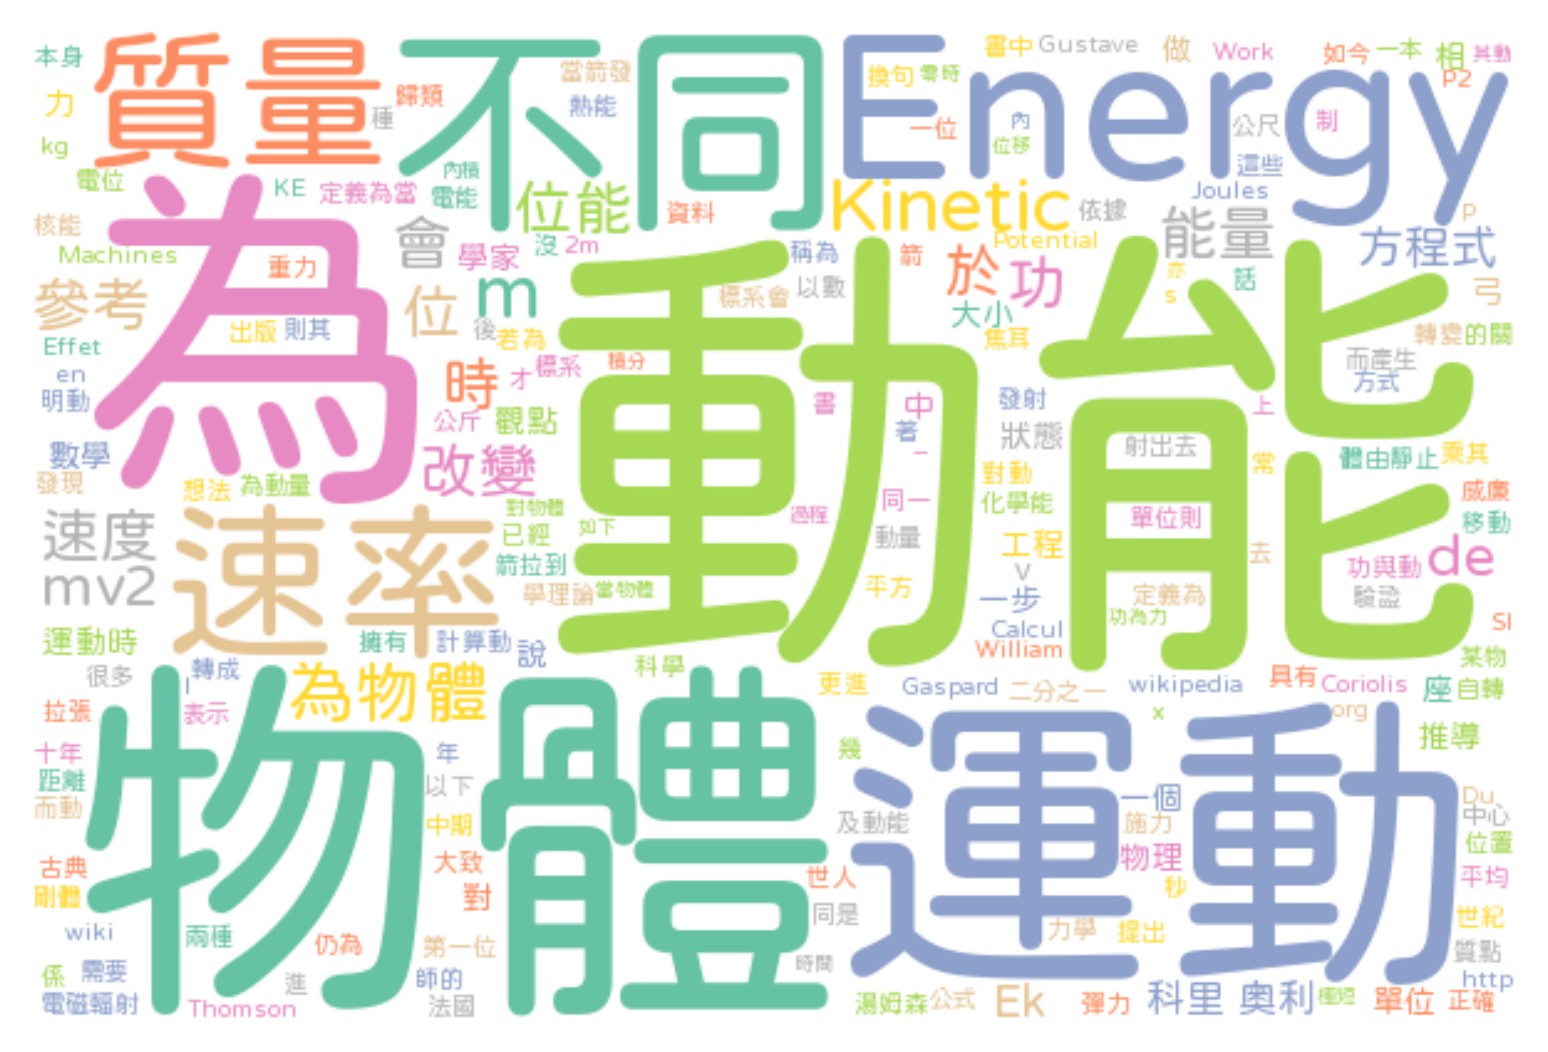 本身
質量
不同
Energy
當箭發
熱能
歸類
種
書中
Gustave
做
Work
如今
一本
相
其動
P2
換句
零時
一位
內
位移
公尺
制
這些
力
kg
電位
KE
定義為當
內積
電能
位能
資料
Kinetic
依據
Joules
能量
P
方程式
核能
Machines
為
重力
會
學家
沒
2m
稱為
箭
於
Potential
功
亦
s
話
弓
參考
出版
則其
位
m
後
若為
標系會
以數
大小
焦耳
轉變
的關
而產生
方式
Effet
en
明動
時
才
標系
積分
動能
公斤
觀點
書
中
著
發射
狀態
上
射出去
常
體由靜止
乘其
數學
發現
想法
為動量
改變
對動
化學能
同一
過程
動量
單位則
威廉
移動
速度
mv2
速率
對物體
已經
如下
箭拉到
學理論
當物體
平方
工程
V
一步
定義為
功為力
去
功與動
de
驗證
SI
運動時
很多
轉成
擁有
計算動
說
科學
Calcul
William
某物
為物體
表示
更進
Gaspard
二分之一
wikipedia
x
具有
Coriolis
org
座
自轉
拉張
十年
距離
而動
物體
年
以下
中期
大致
對
幾
及動能
運動
一個
施力
物理
秒
推導
Du
中心
位置
平均
古典
剛體
wiki
兩種
仍為
第一位
世人
同是
力學
提出
世紀
質點
係
需要
電磁輻射
進
Thomson
師的
法國
時間
湯姆森
公式
Ek
彈力
科里
奧利
極短
單位
正確
http